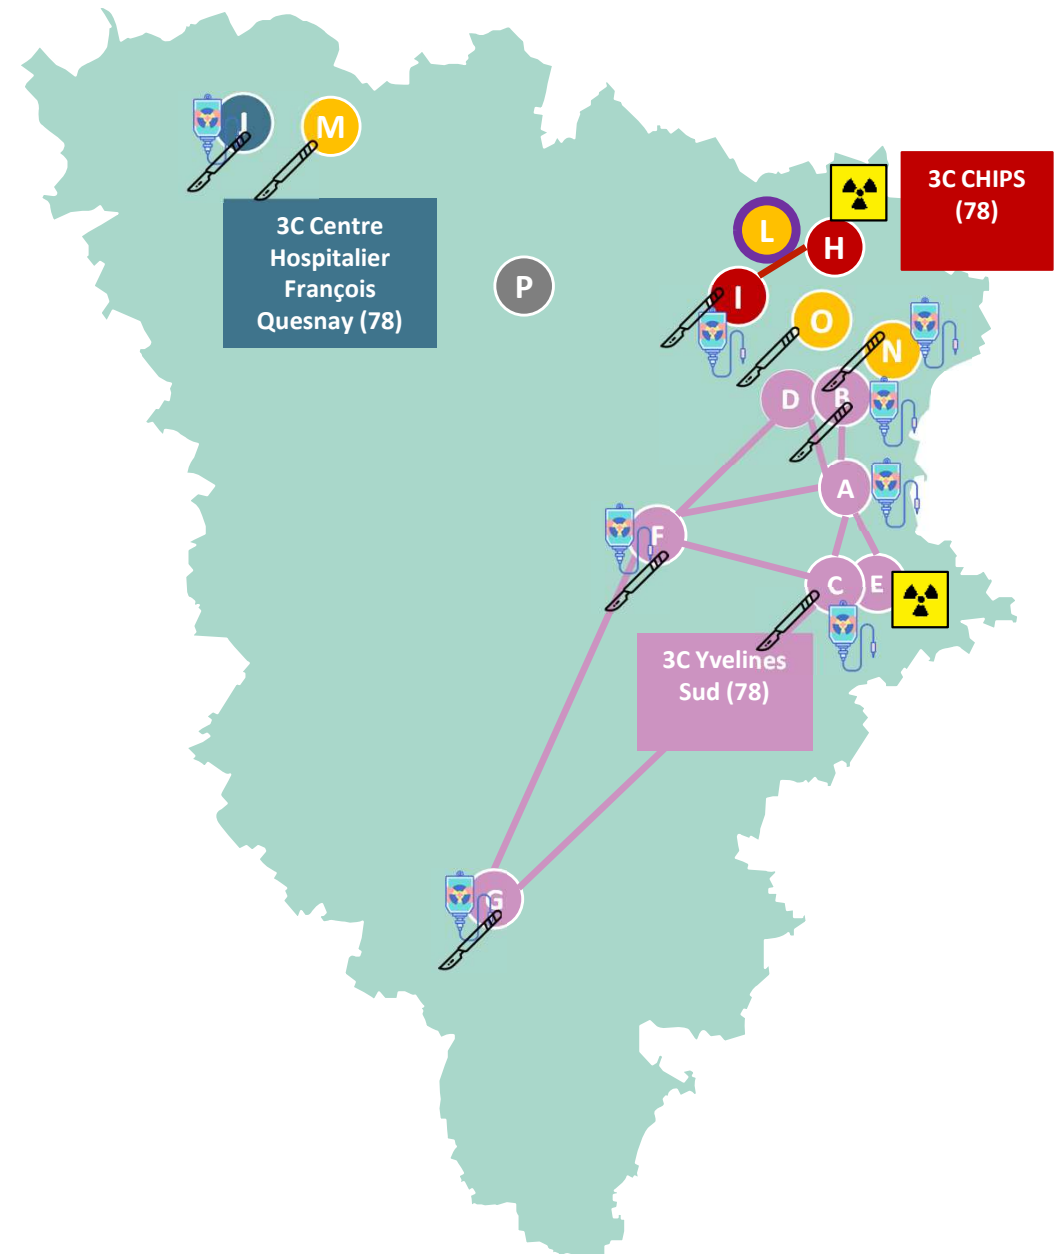 J
M
3C CHIPS
(78)
L
H
3C Centre
Hospitalier
François
Quesnay (78)
P
I
O
N
D
B
A
F
C
E
3C Yvelines
Sud (78)
G